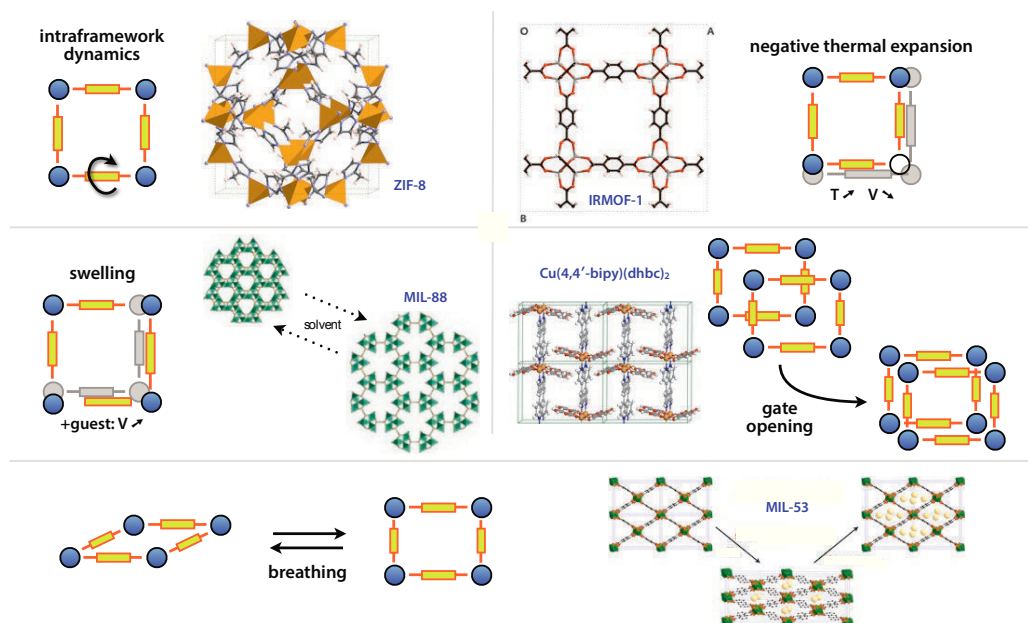 intraframework
dynamics
ZIF-8
O
A
B
IRMOF-1
negative thermal expansion
T ↗ V ↘
swelling
+guest: V ↗
solvent
MIL-88
Cu(4,4′-bipy)(dhbc)₂
gate
opening
breathing
MIL-53